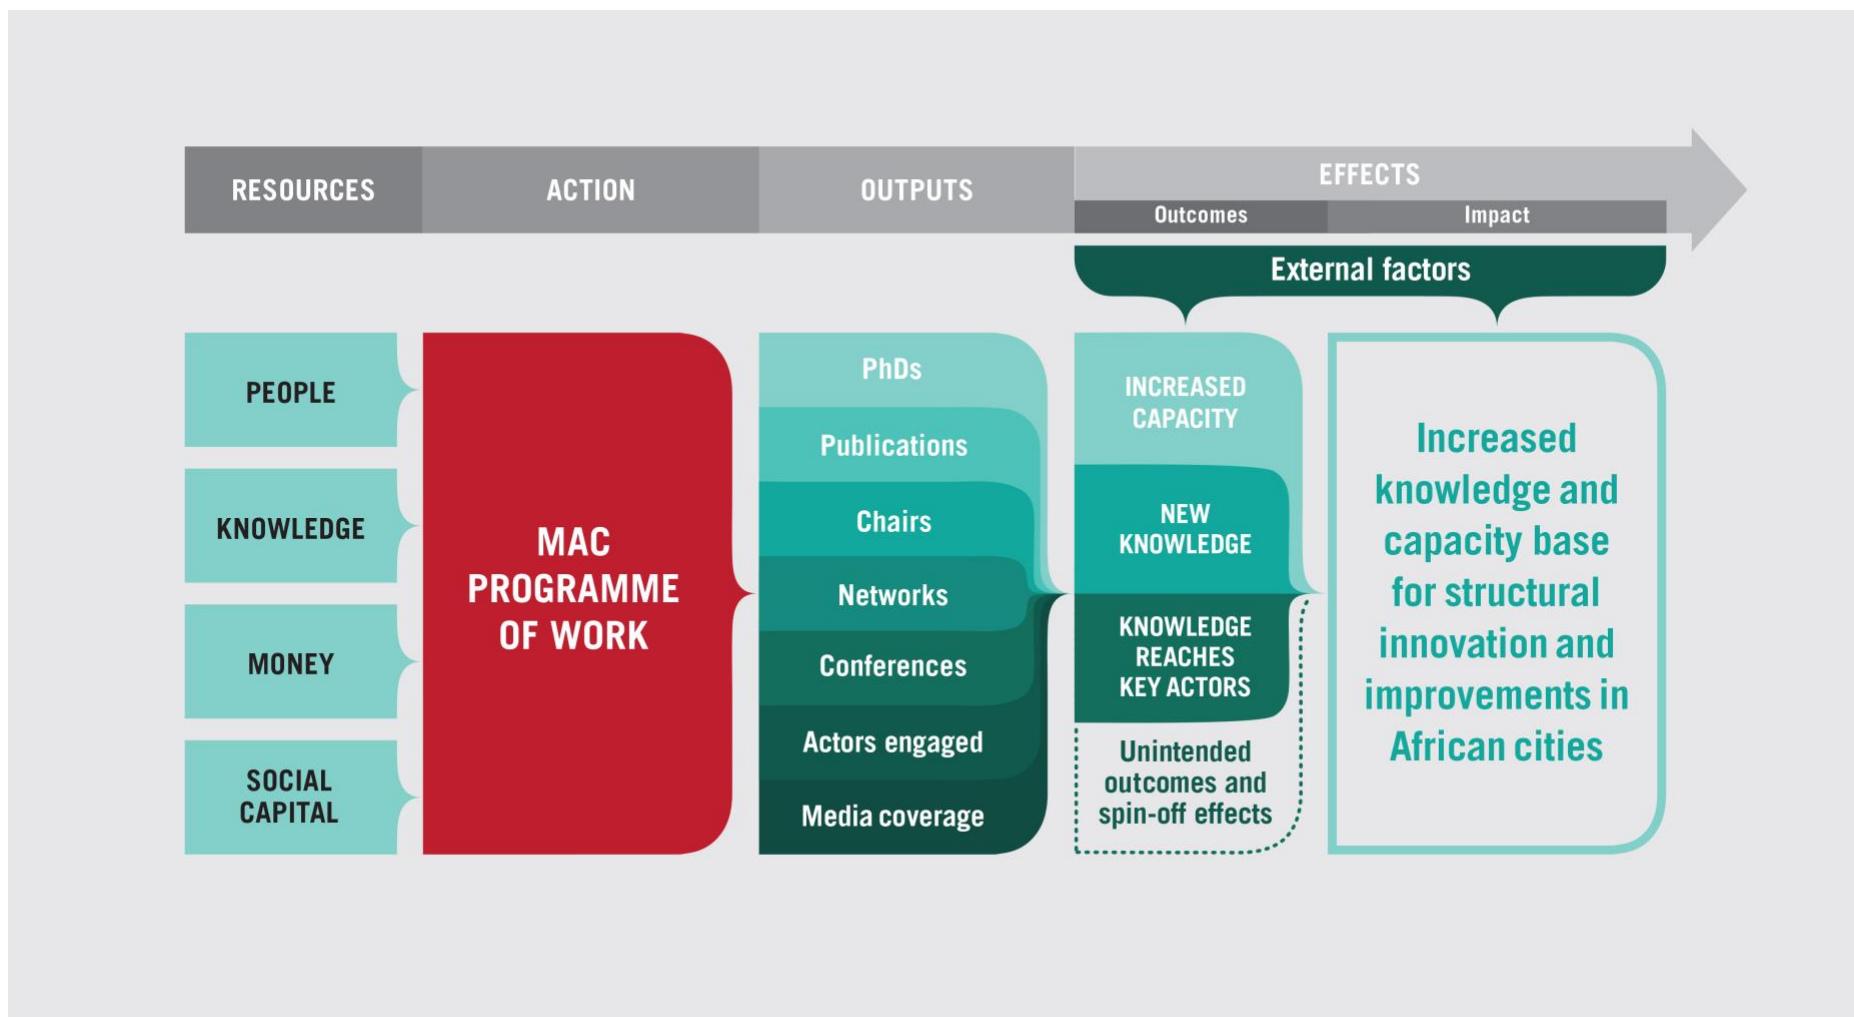 RESOURCES
ACTION
OUTPUTS
EFFECTS
Outcomes
Impact
External factors
PEOPLE
KNOWLEDGE
MONEY
SOCIAL
CAPITAL
MAC
PROGRAMME
OF WORK
PhDs
Publications
Chairs
Networks
Conferences
Actors engaged
Media coverage
INCREASED
CAPACITY
NEW
KNOWLEDGE
KNOWLEDGE
REACHES
KEY ACTORS
Unintended
outcomes and
spin-off effects
Increased
knowledge and
capacity base
for structural
innovation and
improvements in
African cities